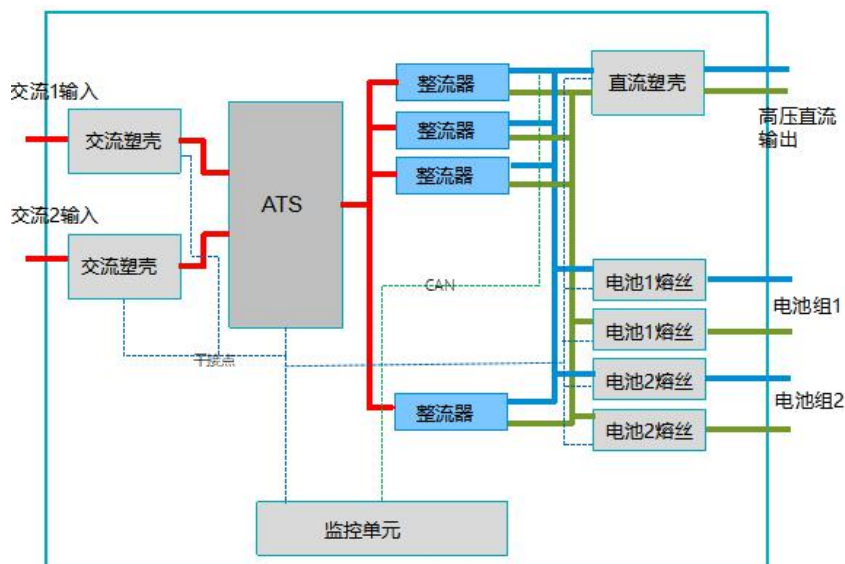 交流1输入
交流塑壳
交流2输入
交流塑壳
ATS
整流器
整流器
整流器
整流器
直流塑壳
高压直流
输出
CAN
干接点
电池1熔丝
电池1熔丝
电池组1
电池2熔丝
电池2熔丝
电池组2
监控单元